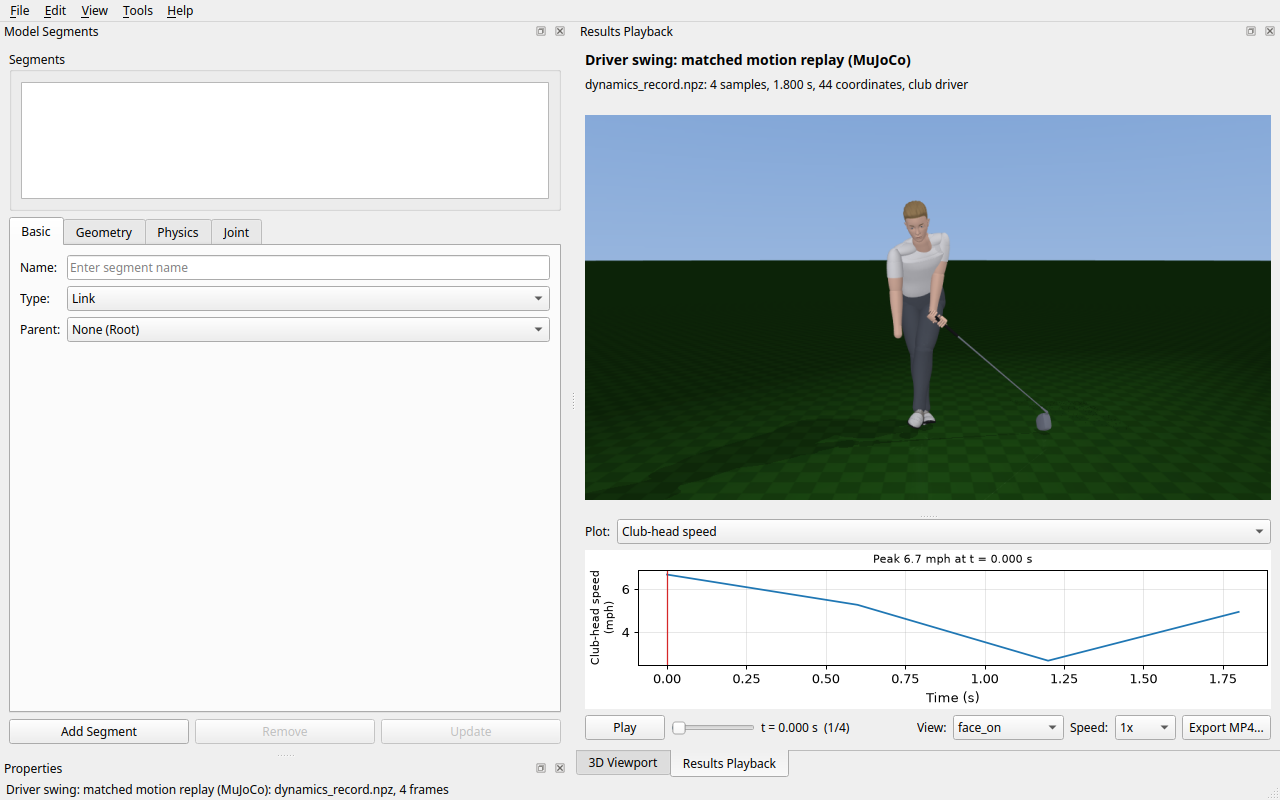 File Edit View Tools Help
Model Segments
Segments
Basic Geometry Physics Joint
Name: Enter segment name
Type: Link
Parent: None (Root)
Add Segment Remove Update
Properties
Results Playback
Driver swing: matched motion replay (MuJoCo)
dynamics_record.npz: 4 samples, 1.800 s, 44 coordinates, club driver
Plot: Club-head speed
Peak 6.7 mph at t = 0.000 s
Club-head speed
(mph)
6
4
0.00 0.25 0.50 0.75 1.00 1.25 1.50 1.75
Time (s)
Play t = 0.000 s (1/4) View: face_on Speed: 1x Export MP4...
3D Viewport Results Playback
Driver swing: matched motion replay (MuJoCo): dynamics_record.npz, 4 frames